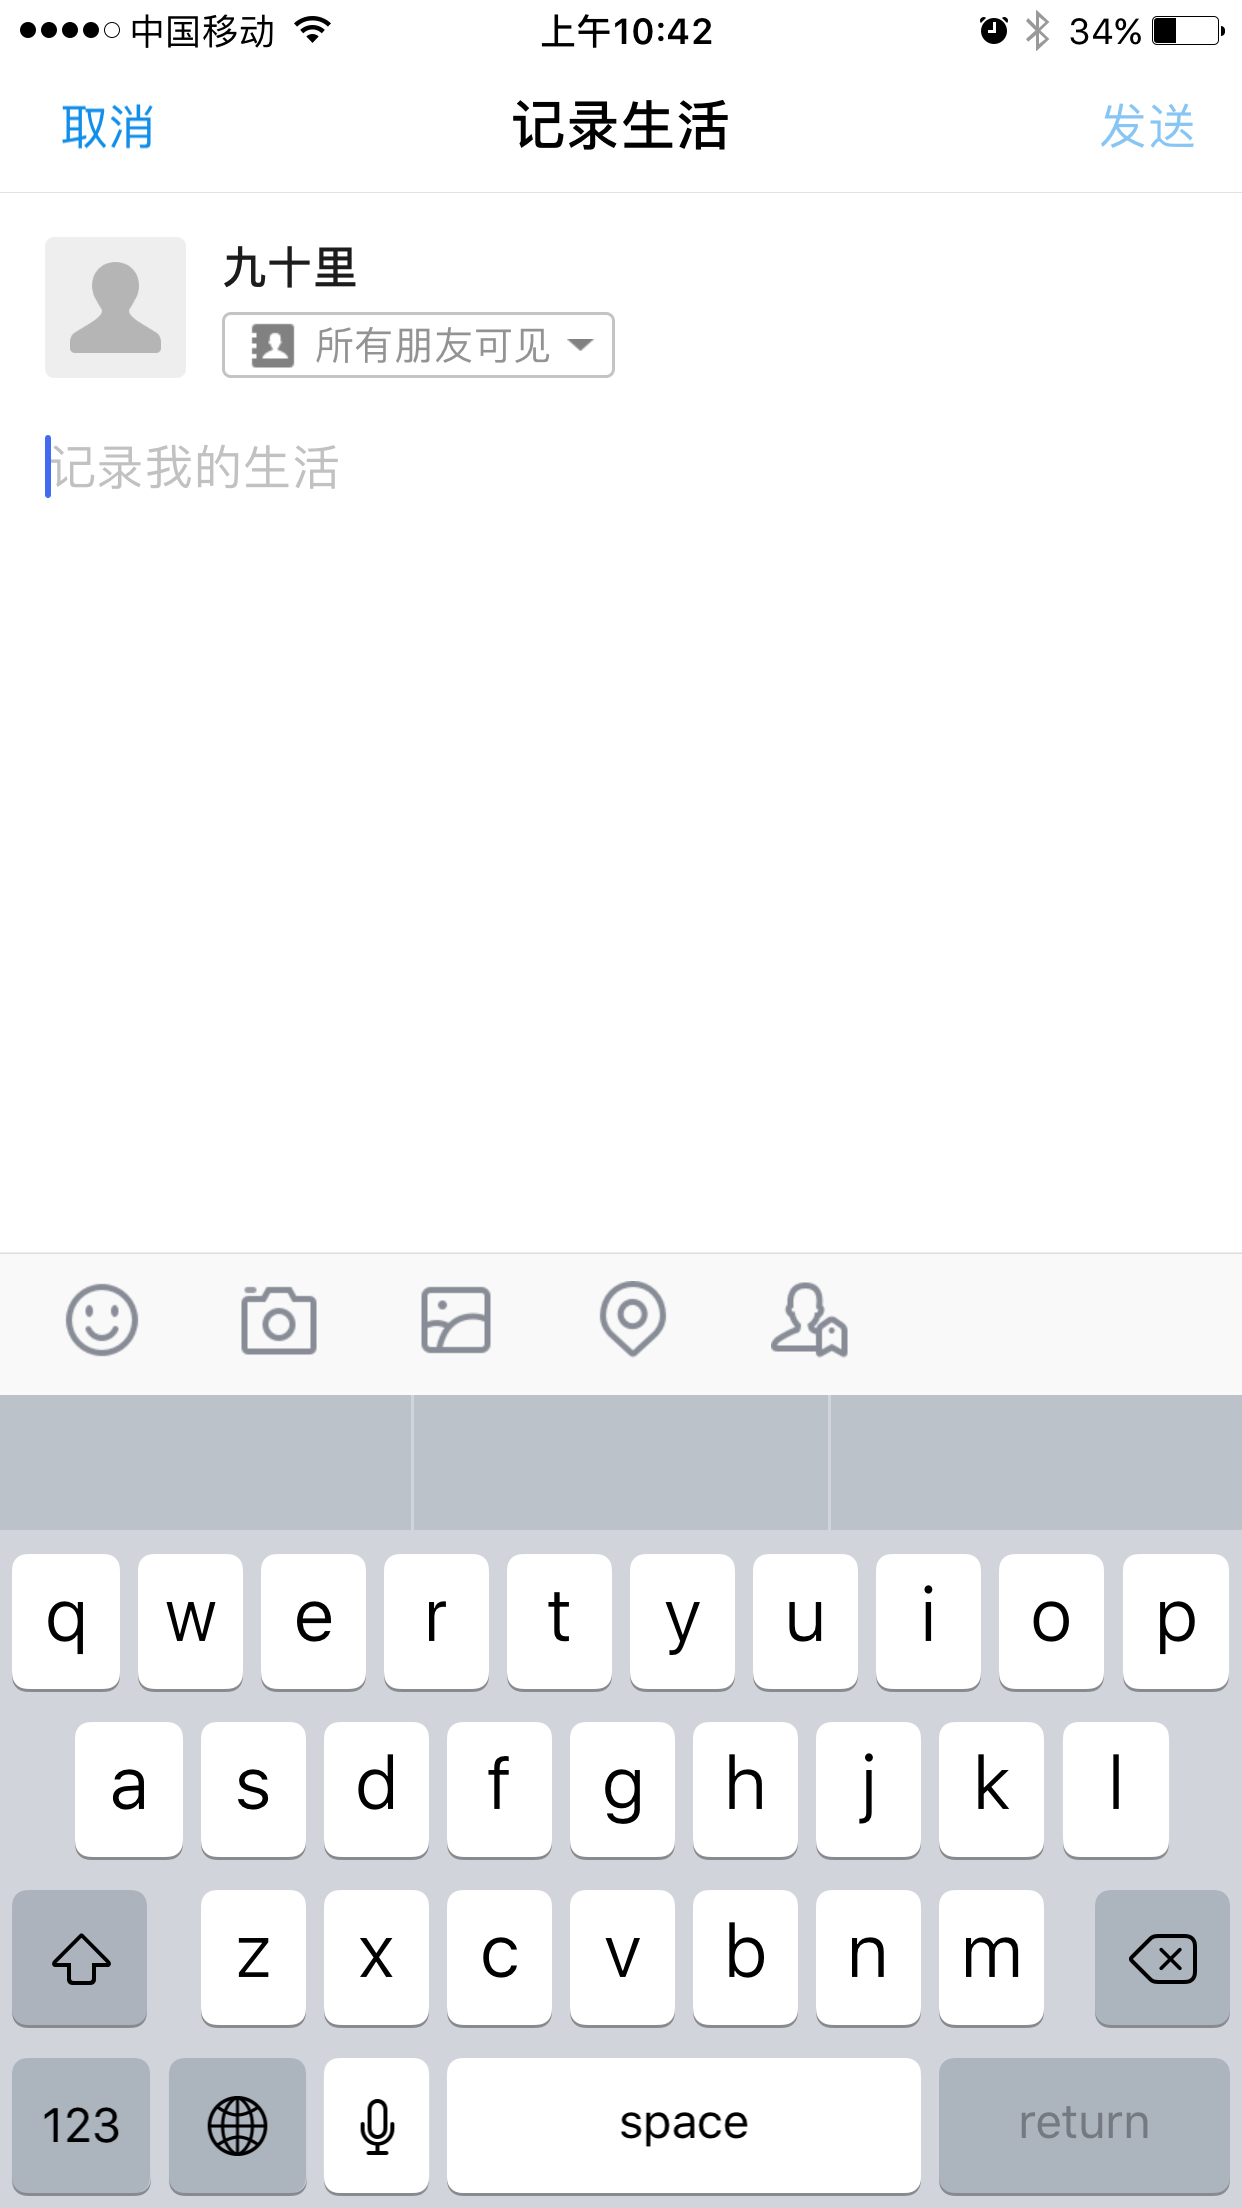 中国移动 上午10:42 34%
取消 记录生活 发送
九十里
所有朋友可见
记录我的生活
q w e r t y u i o p
a s d f g h j k l
z x c v b n m
123 space return